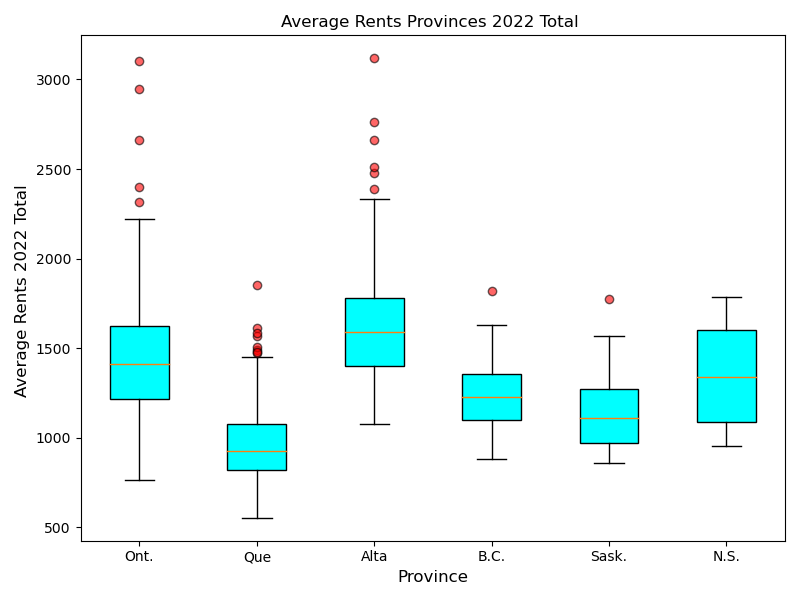 Average Rents Provinces 2022 Total
Average Rents 2022 Total
3000
2500
2000
1500
1000
500
Ont.
Que
Alta
B.C.
Sask.
N.S.
Province